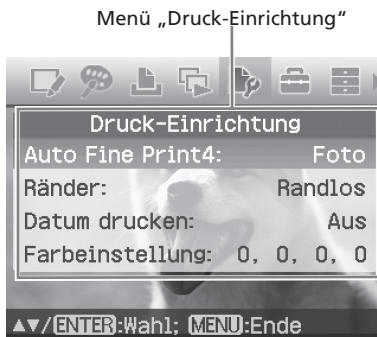 Menü „Druck-Einrichtung“
Druck-Einrichtung
Auto Fine Print4: Foto
Ränder: Randlos
Datum drucken: Aus
Farbeinstellung: 0, 0, 0, 0
▲▼/ENTER:Wahl; MENU:Ende